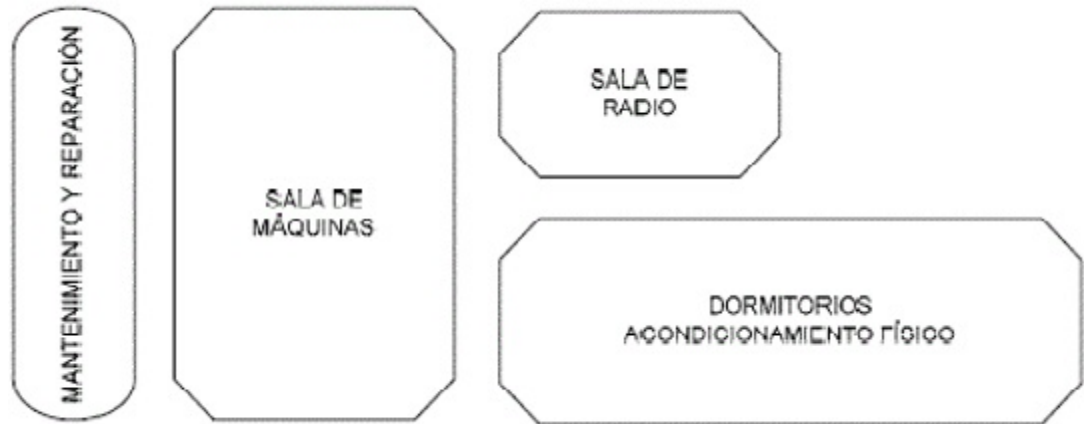 MANTENIMIENTO Y REPARACIÓN
SALA DE
MÁQUINAS
SALA DE
RADIO
DORMITORIOS
ACONDICIONAMIENTO FÍSICO